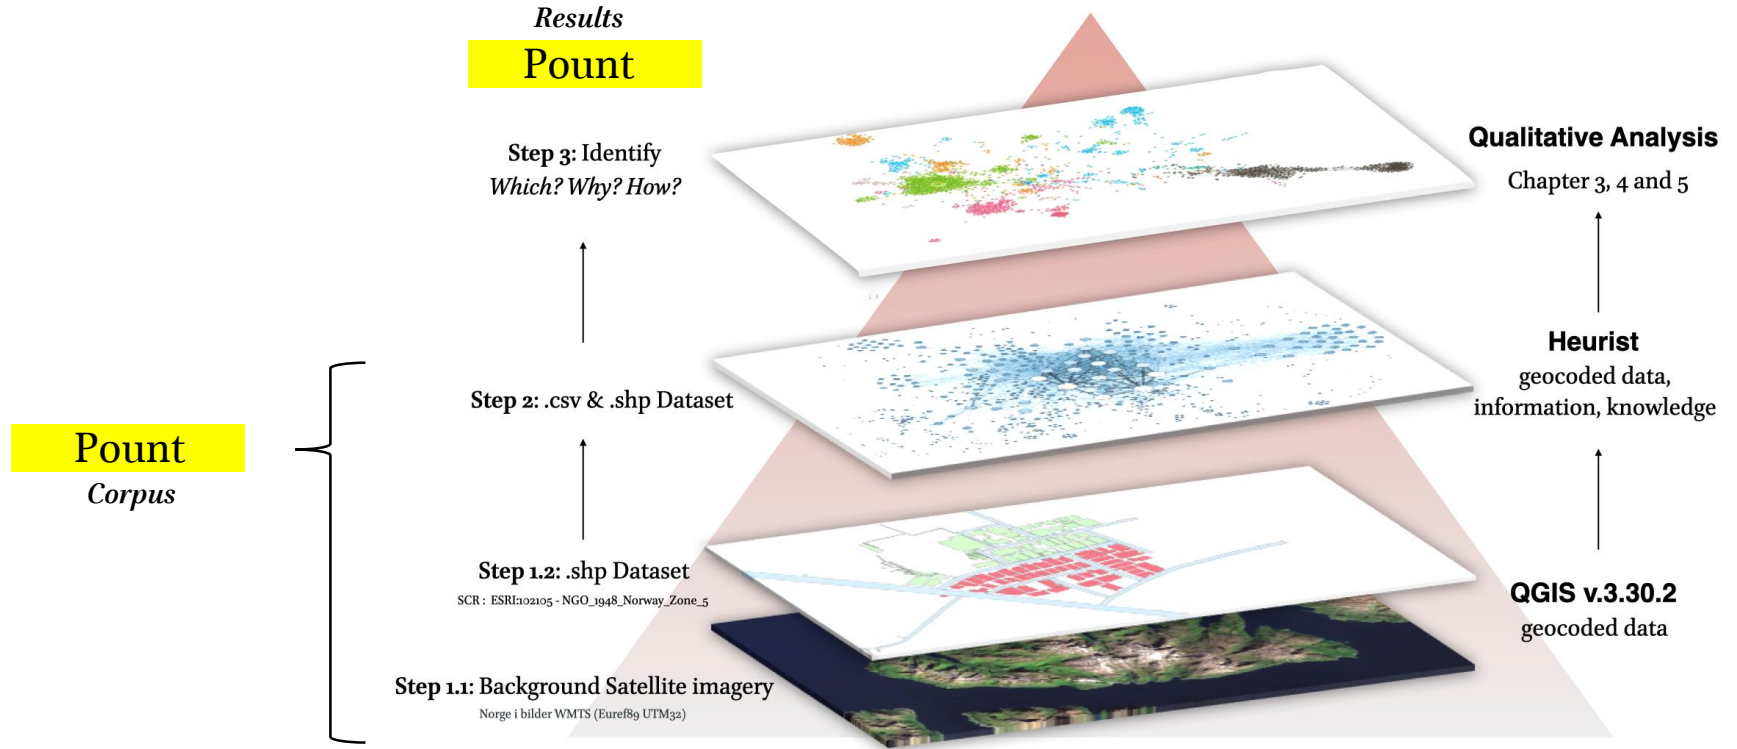 Results
Pount
Step 3: Identify
Which? Why? How?
Qualitative Analysis
Chapter 3, 4 and 5
Pount
Corpus
Step 2: .csv & .shp Dataset
Heurist
geocoded data,
information, knowledge
Step 1.2: .shp Dataset
SCR : ESRI:102105 - NGO_1948_Norway_Zone_5
QGIS v.3.30.2
geocoded data
Step 1.1: Background Satellite imagery
Norge i bilder WMTS (Euref89 UTM32)